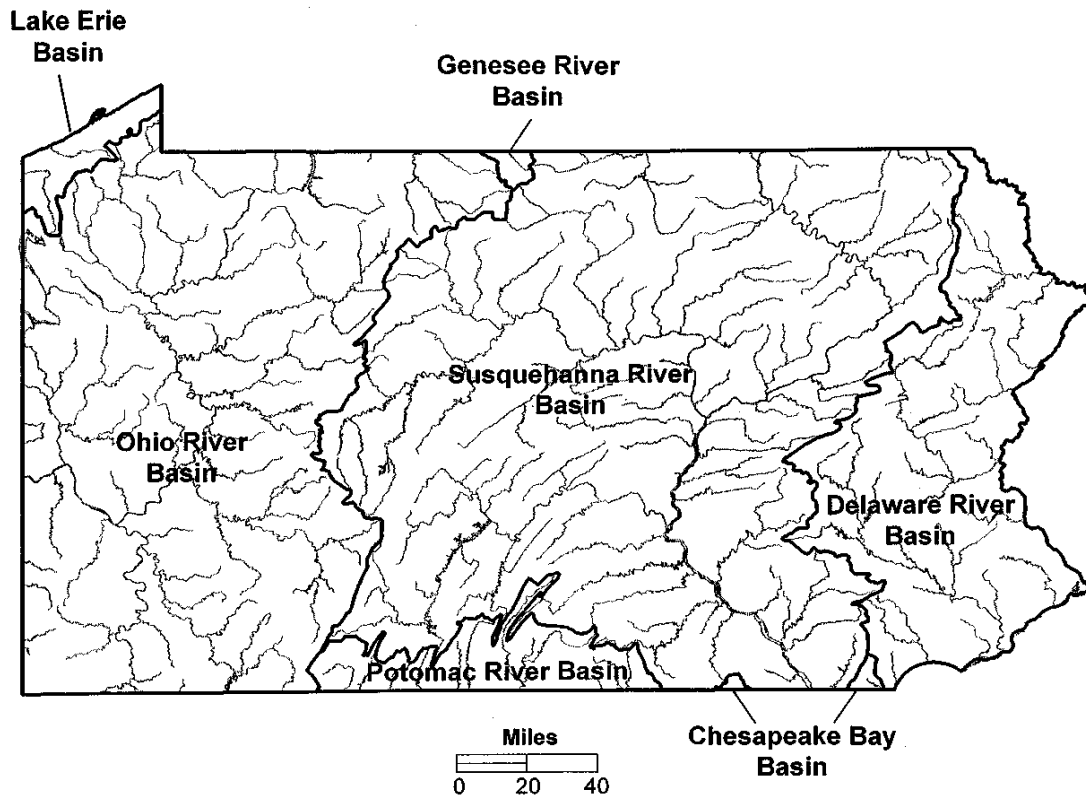 Lake Erie
Basin
Genesee River
Basin
Susquehanna River
Basin
Ohio River
Basin
Delaware River
Basin
Potomac River Basin
Chesapeake Bay
Basin
Miles
0 20 40